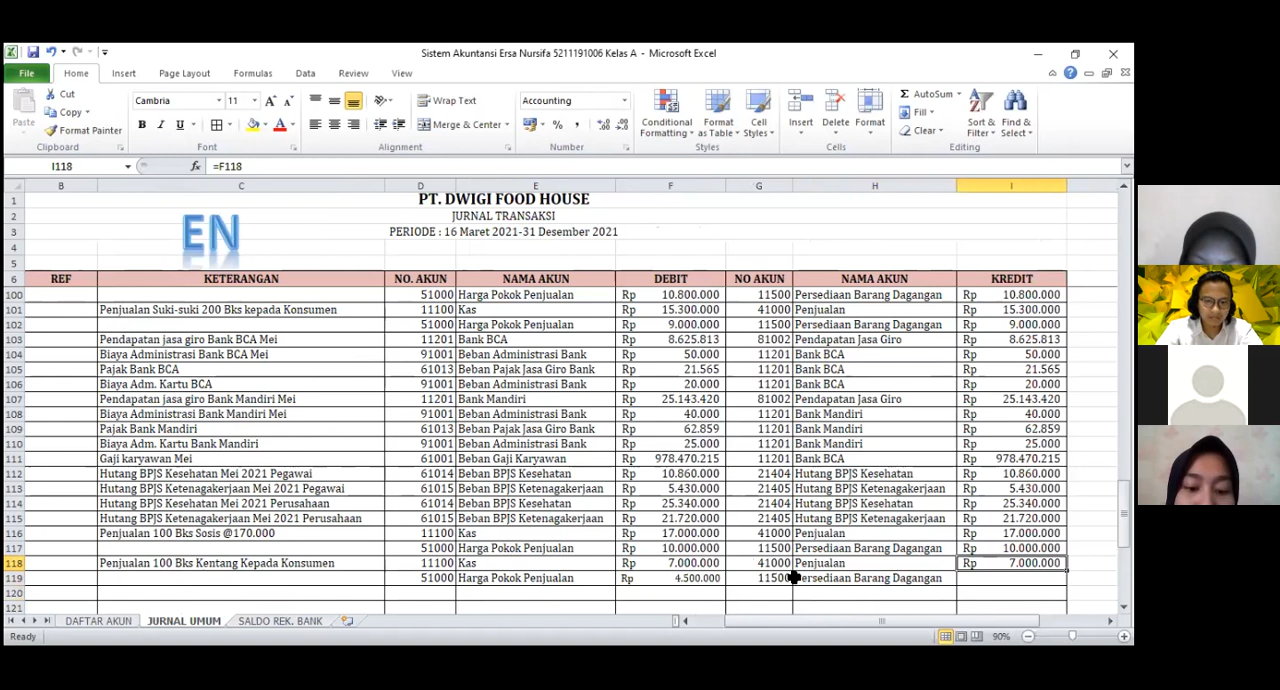 Sistem Akuntansi Ersa Nursifa 5211191006 Kelas A - Microsoft Excel
File Home Insert Page Layout Formulas Data Review View
Paste Cut Copy Format Painter Clipboard
Cambria 11 B I U Font
Wrap Text Merge & Center Alignment
Accounting % , Number
Conditional Formatting Format as Table Cell Styles Styles
Insert Delete Format Cells
AutoSum Fill Clear Sort & Filter Find & Select Editing
I118 fx =F118
B C D E F G H I
1 PT. DWIGI FOOD HOUSE
2 JURNAL TRANSAKSI
3 PERIODE : 16 Maret 2021-31 Desember 2021
EN
4
5
6 REF KETERANGAN NO. AKUN NAMA AKUN DEBIT NO AKUN NAMA AKUN KREDIT
100 51000 Harga Pokok Penjualan Rp 10.800.000 11500 Persediaan Barang Dagangan Rp 10.800.000
101 Penjualan Suki-suki 200 Bks kepada Konsumen 11100 Kas Rp 15.300.000 41000 Penjualan Rp 15.300.000
102 51000 Harga Pokok Penjualan Rp 9.000.000 11500 Persediaan Barang Dagangan Rp 9.000.000
103 Pendapatan jasa giro Bank BCA Mei 11201 Bank BCA Rp 8.625.813 81002 Pendapatan Jasa Giro Rp 8.625.813
104 Biaya Administrasi Bank BCA Mei 91001 Beban Administrasi Bank Rp 50.000 11201 Bank BCA Rp 50.000
105 Pajak Bank BCA 61013 Beban Pajak Jasa Giro Bank Rp 21.565 11201 Bank BCA Rp 21.565
106 Biaya Adm. Kartu BCA 91001 Beban Administrasi Bank Rp 20.000 11201 Bank BCA Rp 20.000
107 Pendapatan jasa giro Bank Mandiri Mei 11201 Bank Mandiri Rp 25.143.420 81002 Pendapatan Jasa Giro Rp 25.143.420
108 Biaya Administrasi Bank Mandiri Mei 91001 Beban Administrasi Bank Rp 40.000 11201 Bank Mandiri Rp 40.000
109 Pajak Bank Mandiri 61013 Beban Pajak Jasa Giro Bank Rp 62.859 11201 Bank Mandiri Rp 62.859
110 Biaya Adm. Kartu Bank Mandiri 91001 Beban Administrasi Bank Rp 25.000 11201 Bank Mandiri Rp 25.000
111 Gaji karyawan Mei 61001 Beban Gaji Karyawan Rp 978.470.215 11201 Bank BCA Rp 978.470.215
112 Hutang BPJS Kesehatan Mei 2021 Pegawai 61014 Beban BPJS Kesehatan Rp 10.860.000 21404 Hutang BPJS Kesehatan Rp 10.860.000
113 Hutang BPJS Ketenagakerjaan Mei 2021 Pegawai 61015 Beban BPJS Ketenagakerjaan Rp 5.430.000 21405 Hutang BPJS Ketenagakerjaan Rp 5.430.000
114 Hutang BPJS Kesehatan Mei 2021 Perusahaan 61014 Beban BPJS Kesehatan Rp 25.340.000 21404 Hutang BPJS Kesehatan Rp 25.340.000
115 Hutang BPJS Ketenagakerjaan Mei 2021 Perusahaan 61015 Beban BPJS Ketenagakerjaan Rp 21.720.000 21405 Hutang BPJS Ketenagakerjaan Rp 21.720.000
116 Penjualan 100 Bks Sosis @170.000 11100 Kas Rp 17.000.000 41000 Penjualan Rp 17.000.000
117 51000 Harga Pokok Penjualan Rp 10.000.000 11500 Persediaan Barang Dagangan Rp 10.000.000
118 Penjualan 100 Bks Kentang Kepada Konsumen 11100 Kas Rp 7.000.000 41000 Penjualan Rp 7.000.000
119 51000 Harga Pokok Penjualan Rp 4.500.000 11500 Persediaan Barang Dagangan
120
121
DAFTAR AKUN JURNAL UMUM SALDO REK. BANK
Ready 90%